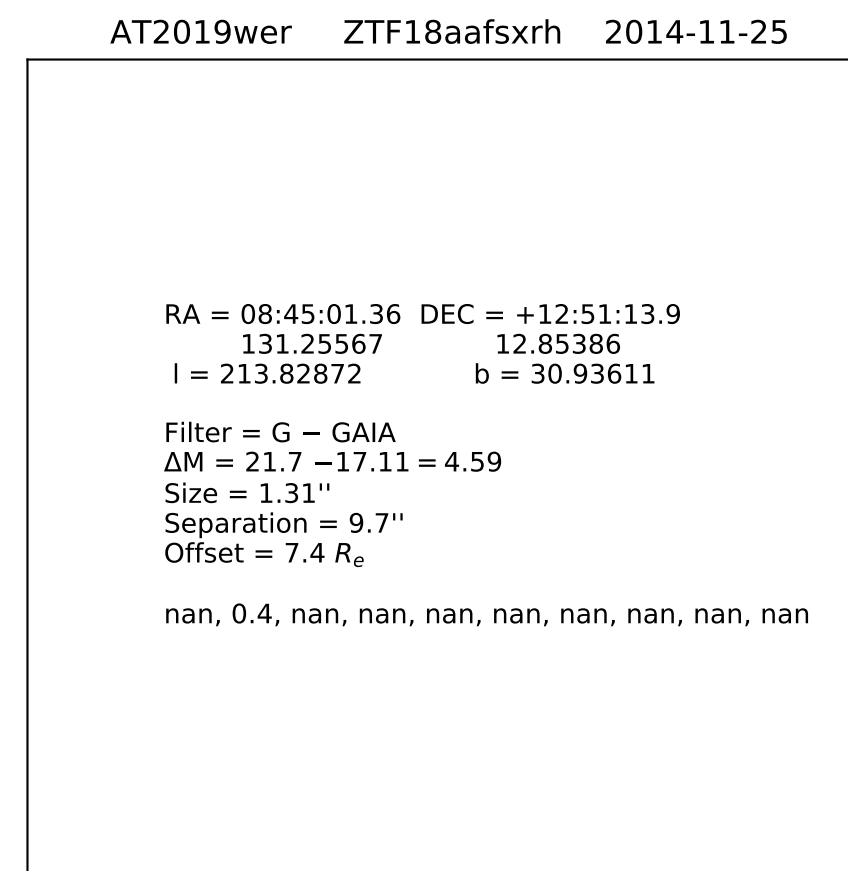 AT2019wer ZTF18aafsxrh 2014-11-25
RA = 08:45:01.36 DEC = +12:51:13.9
131.25567 12.85386
l = 213.82872 b = 30.93611
Filter = G − GAIA
ΔM = 21.7 −17.11 = 4.59
Size = 1.31''
Separation = 9.7''
Offset = 7.4 Rₑ
nan, 0.4, nan, nan, nan, nan, nan, nan, nan, nan